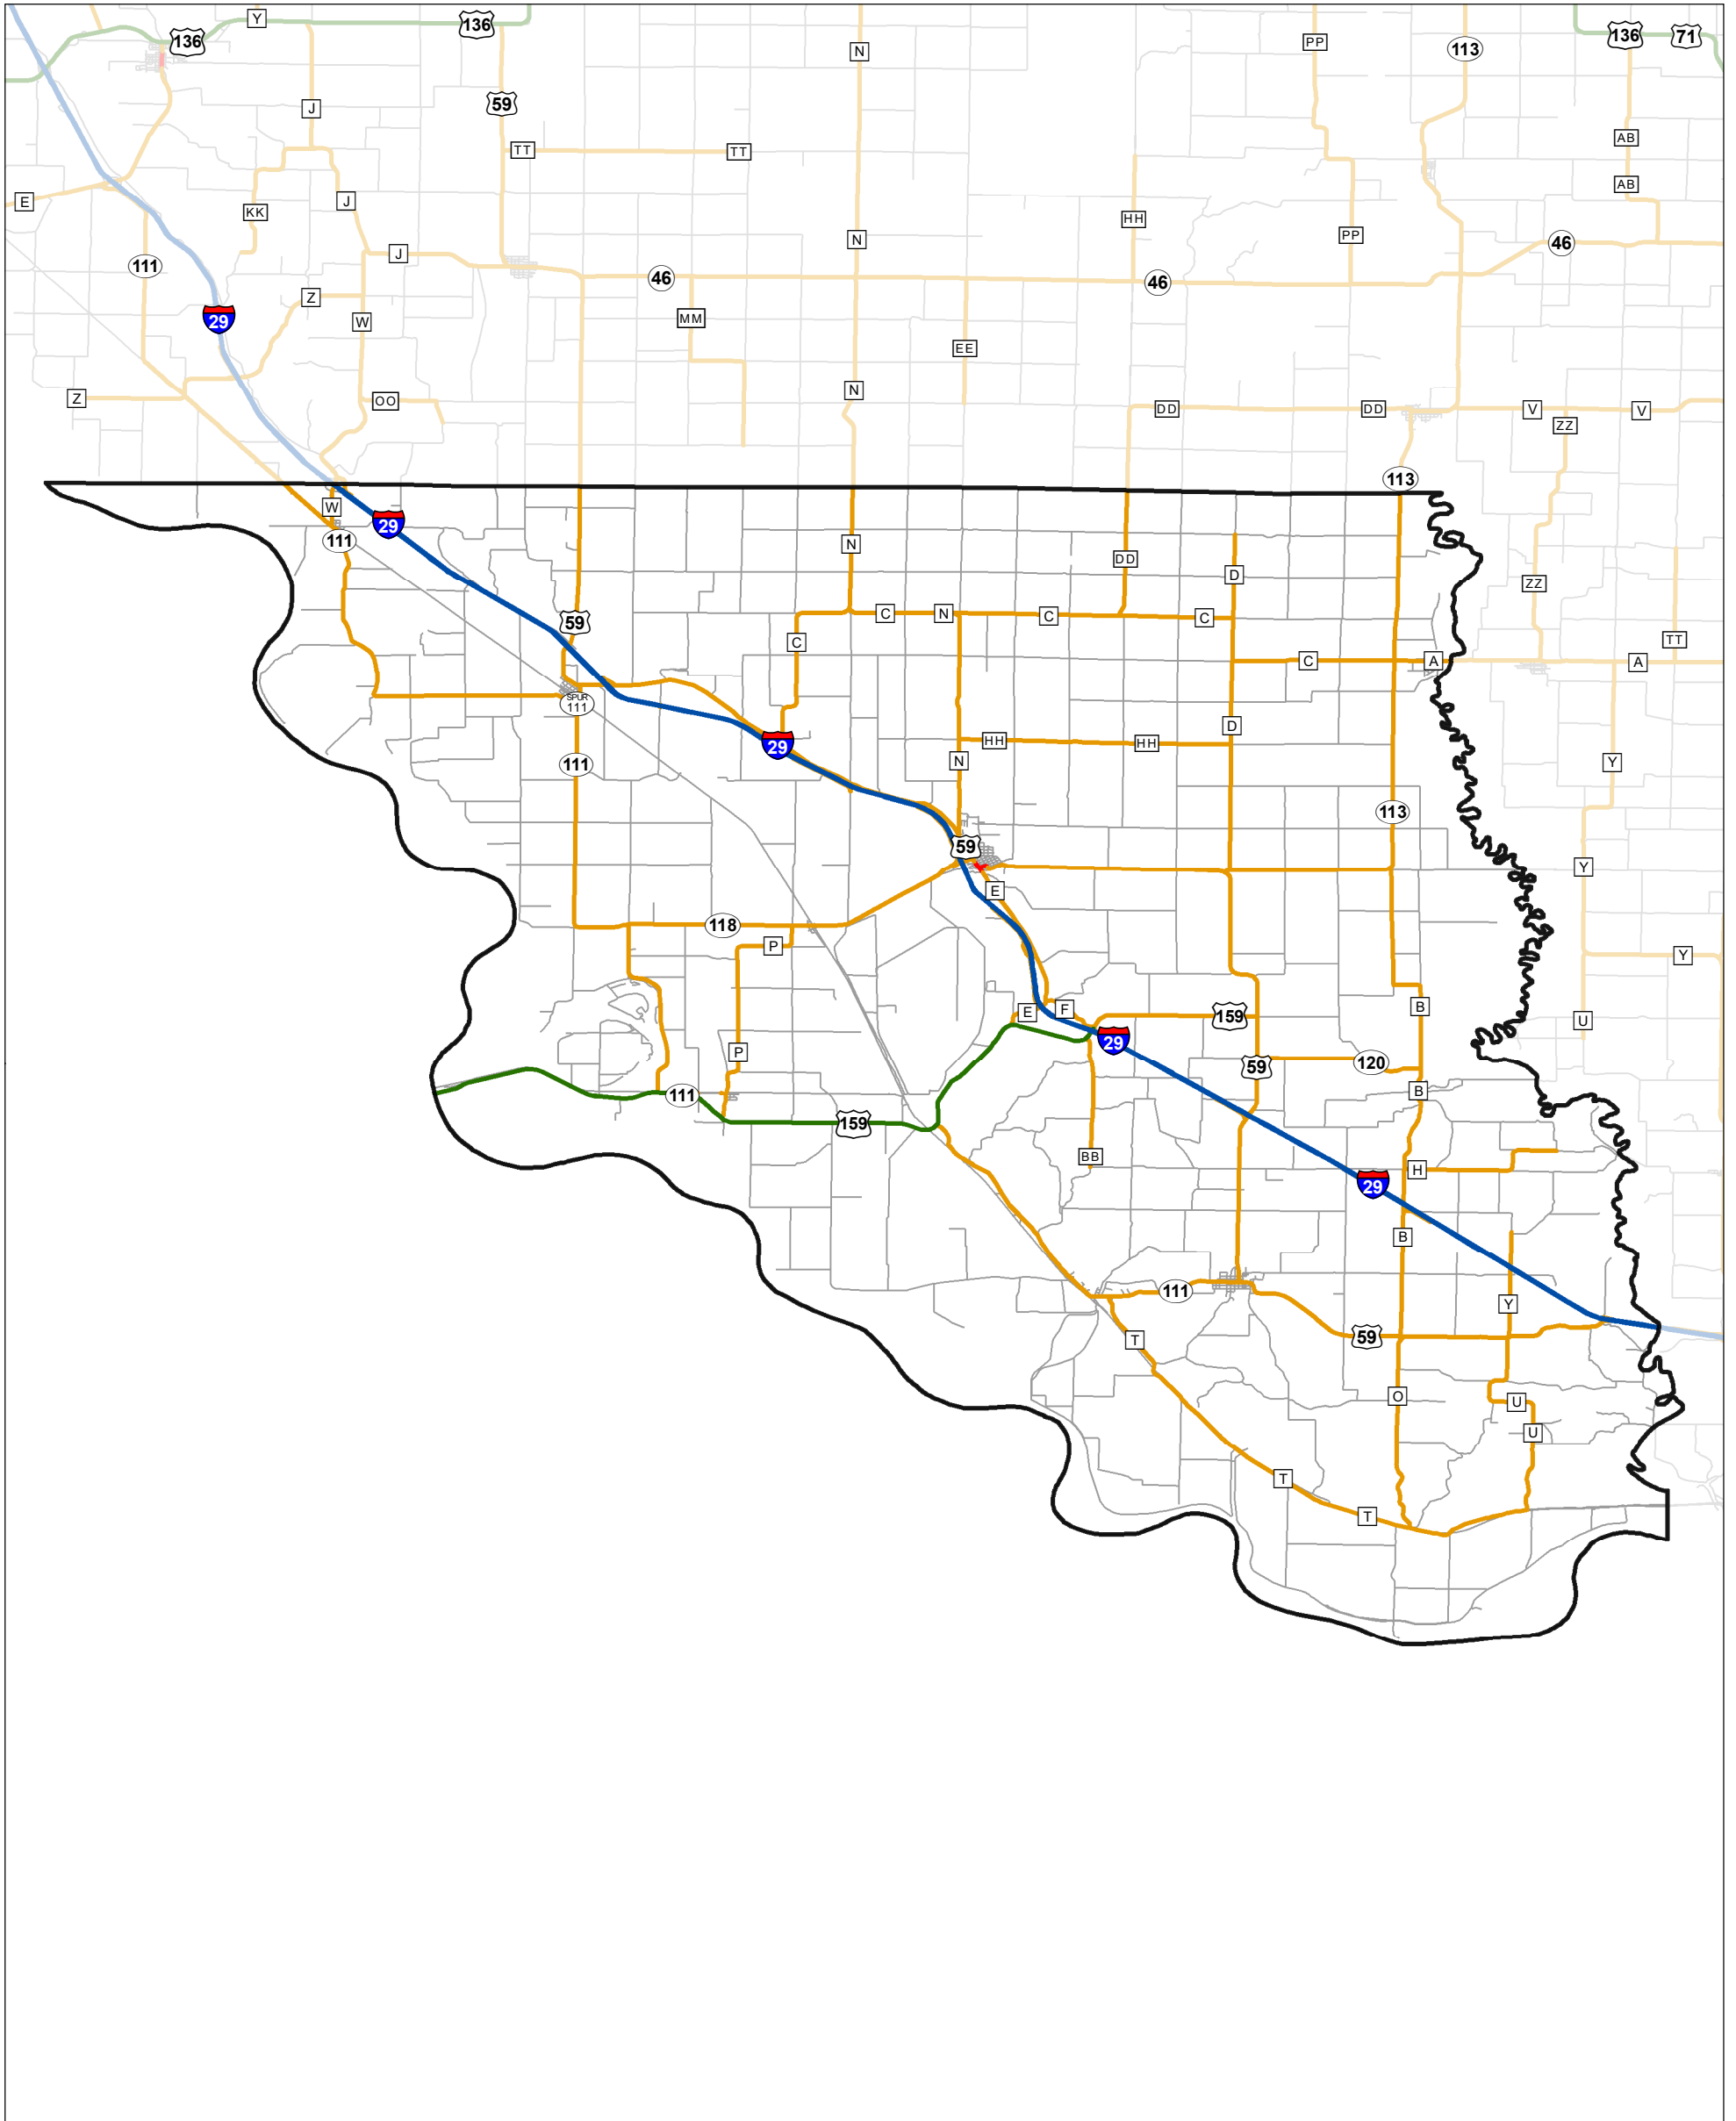 Y
136
136
N
PP
113
136
71
J
59
TT
TT
AB
AB
E
KK
J
HH
PP
46
N
J
111
46
46
Z
29
W
MM
EE
Z
OO
N
DD
DD
V
V
ZZ
113
W
29
111
N
DD
D
ZZ
59
C
N
C
C
C
TT
C
A
A
SPUR
111
D
29
HH
HH
N
111
Y
113
59
Y
E
118
P
Y
E
F
159
B
U
P
29
59
120
111
B
159
BB
H
29
B
111
Y
59
T
O
U
U
T
T